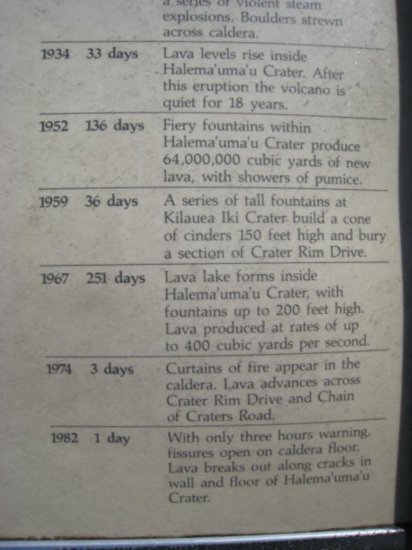 a series of violent steam
explosions. Boulders strewn
across caldera.
1934 33 days Lava levels rise inside
Halema'uma'u Crater. After
this eruption the volcano is
quiet for 18 years.
1952 136 days Fiery fountains within
Halema'uma'u Crater produce
64,000,000 cubic yards of new
lava, with showers of pumice.
1959 36 days A series of tall fountains at
Kilauea Iki Crater build a cone
of cinders 150 feet high and bury
a section of Crater Rim Drive.
1967 251 days Lava lake forms inside
Halema'uma'u Crater, with
fountains up to 200 feet high.
Lava produced at rates of up
to 400 cubic yards per second.
1974 3 days Curtains of fire appear in the
caldera. Lava advances across
Crater Rim Drive and Chain
of Craters Road.
1982 1 day With only three hours warning,
fissures open on caldera floor.
Lava breaks out along cracks in
wall and floor of Halema'uma'u
Crater.